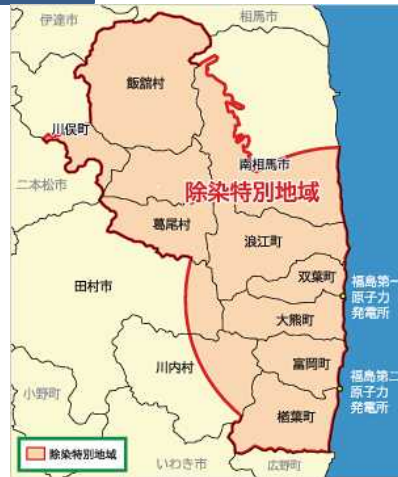 伊達市
相馬市
飯舘村
川俣町
南相馬市
二本松市
除染特別地域
葛尾村
浪江町
田村市
双葉町
福島第一
原子力
発電所
大熊町
川内村
富岡町
小野町
福島第二
原子力
発電所
楢葉町
除染特別地域
いわき市
広野町